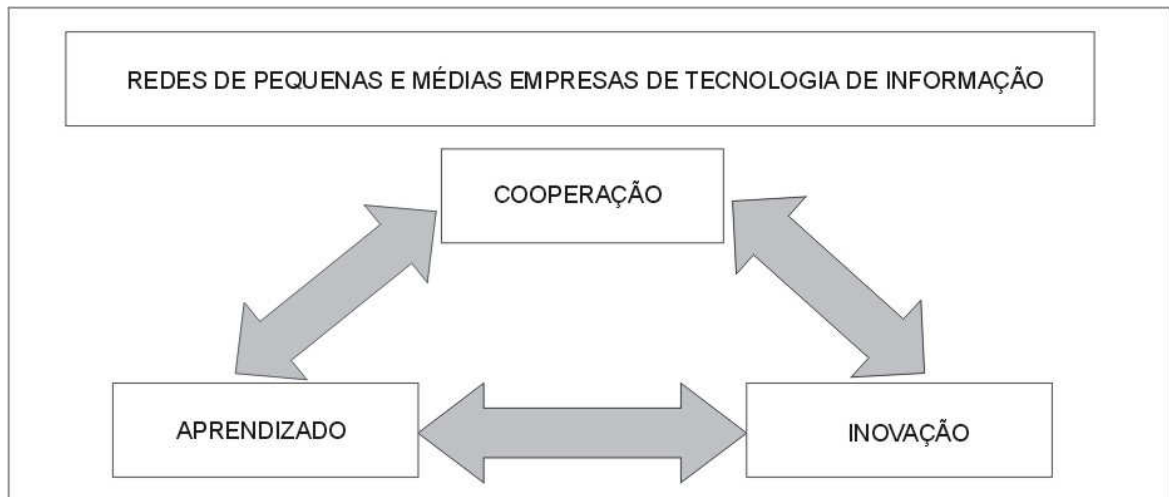 REDES DE PEQUENAS E MÉDIAS EMPRESAS DE TECNOLOGIA DE INFORMAÇÃO
COOPERAÇÃO
APRENDIZADO
INOVAÇÃO